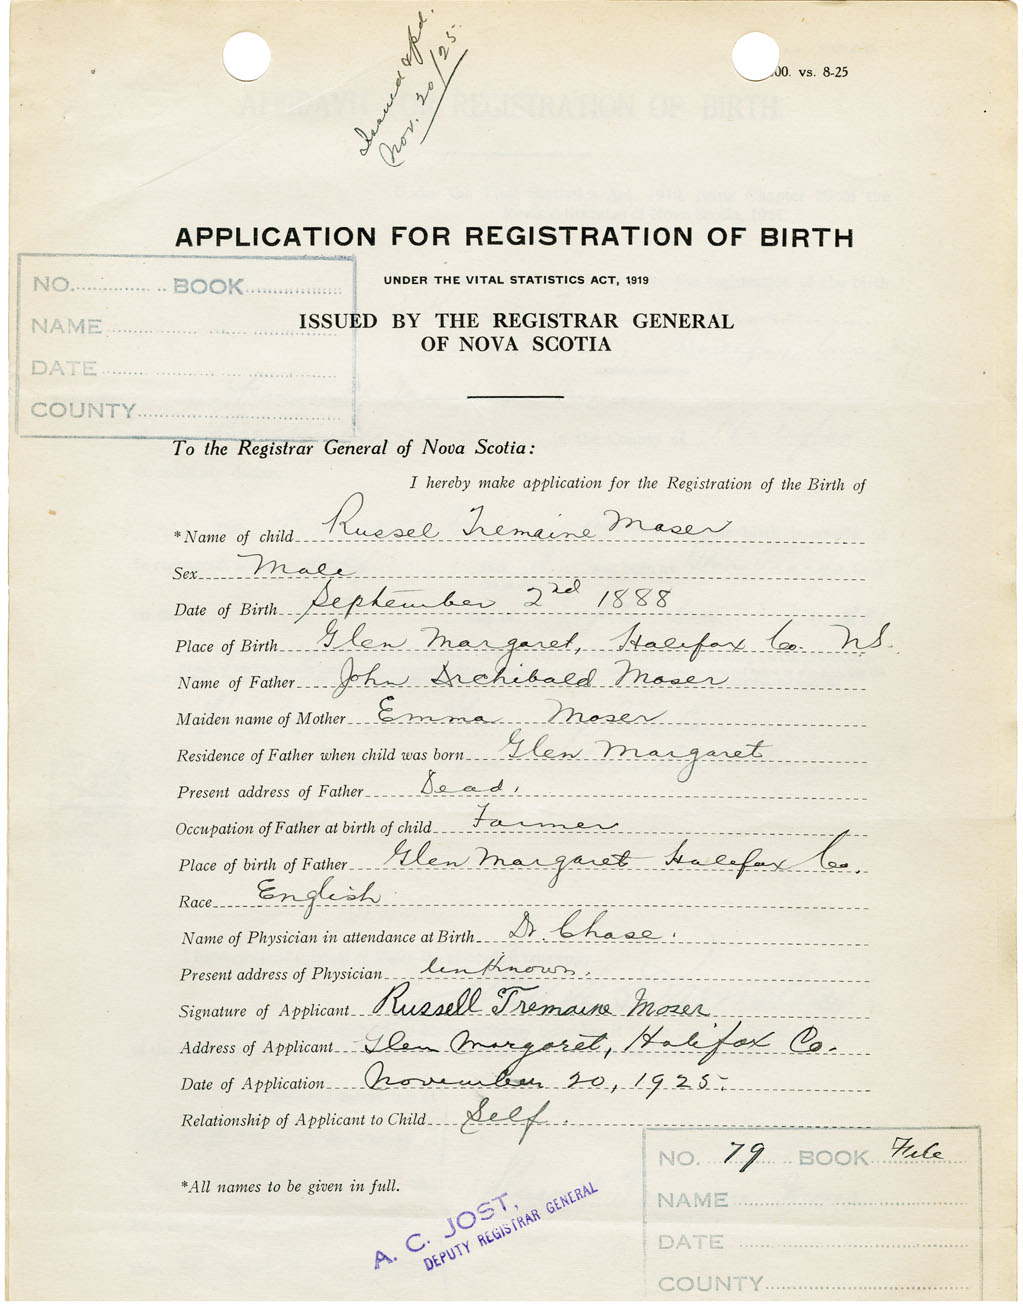 Issued & pd.
Nov. 20/25.
00. vs. 8-25
APPLICATION FOR REGISTRATION OF BIRTH
UNDER THE VITAL STATISTICS ACT, 1919
ISSUED BY THE REGISTRAR GENERAL
OF NOVA SCOTIA
NO. BOOK
NAME
DATE
COUNTY
To the Registrar General of Nova Scotia:
I hereby make application for the Registration of the Birth of
*Name of child Russel Tremaine Moser
Sex Male
Date of Birth September 2nd 1888
Place of Birth Glen Margaret, Halifax Co. N.S.
Name of Father John Archibald Moser
Maiden name of Mother Emma Moser
Residence of Father when child was born Glen Margaret
Present address of Father Dead.
Occupation of Father at birth of child Farmer
Place of birth of Father Glen Margaret Halifax Co.
Race English
Name of Physician in attendance at Birth Dr. Chase.
Present address of Physician Unknown.
Signature of Applicant Russell Tremaine Moser
Address of Applicant Glen Margaret, Halifax Co.
Date of Application November 20, 1925.
Relationship of Applicant to Child Self.
NO. 79 BOOK File
NAME
DATE
COUNTY
*All names to be given in full.
A. C. JOST,
DEPUTY REGISTRAR GENERAL